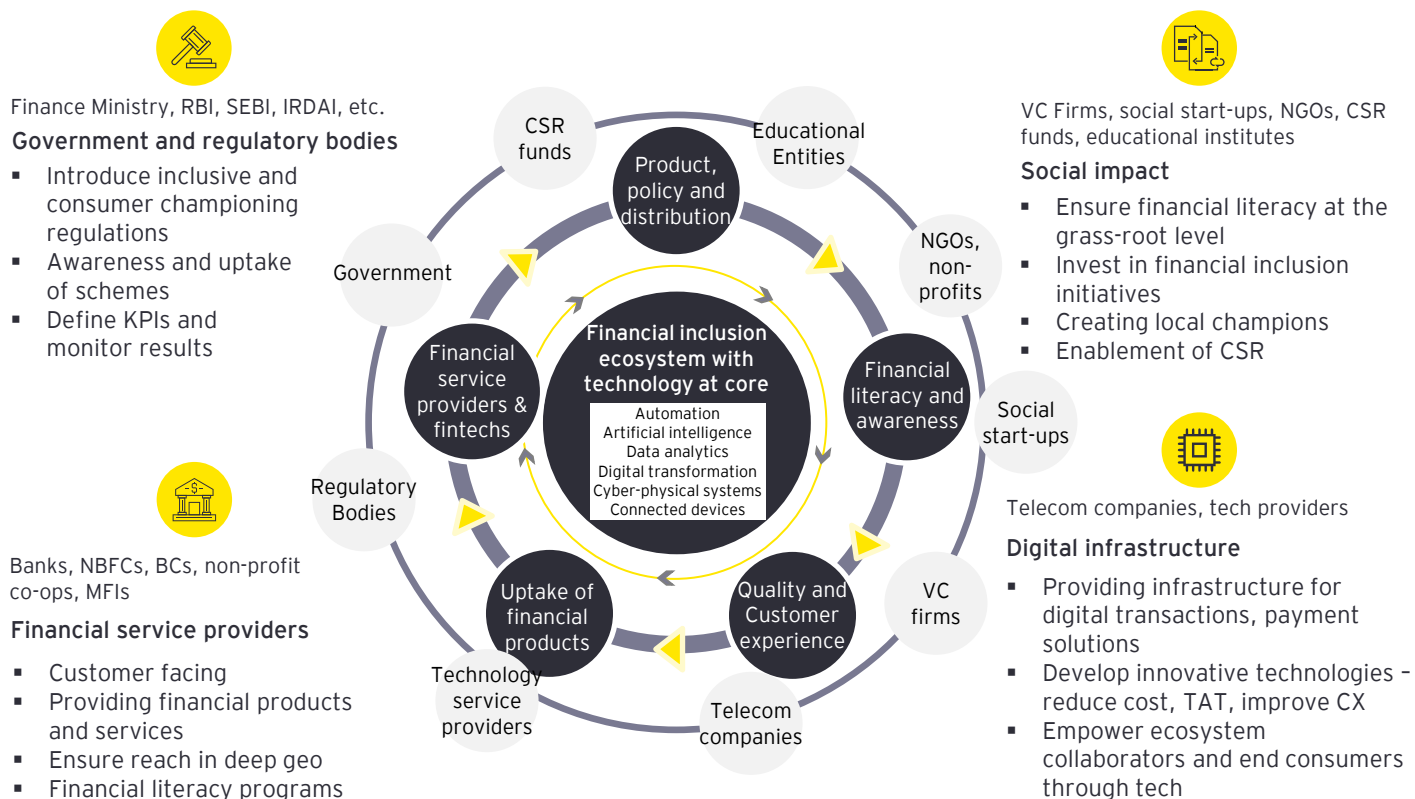 Finance Ministry, RBI, SEBI, IRDAI, etc.
Government and regulatory bodies
▪ Introduce inclusive and
consumer championing
regulations
▪ Awareness and uptake
of schemes
▪ Define KPIs and
monitor results
-$-
Banks, NBFCs, BCs, non-profit
co-ops, MFIs
Financial service providers
▪ Customer facing
▪ Providing financial products
and services
▪ Ensure reach in deep geo
▪ Financial literacy programs
CSR
funds
Educational
Entities
NGOs,
non-
profits
Social
start-ups
VC
firms
Telecom
companies
Technology
service
providers
Regulatory
Bodies
Government
Product,
policy and
distribution
Financial
literacy and
awareness
Quality and
Customer
experience
Uptake of
financial
products
Financial
service
providers &
fintechs
Financial inclusion
ecosystem with
technology at core
Automation
Artificial intelligence
Data analytics
Digital transformation
Cyber-physical systems
Connected devices
VC Firms, social start-ups, NGOs, CSR
funds, educational institutes
Social impact
▪ Ensure financial literacy at the
grass-root level
▪ Invest in financial inclusion
initiatives
▪ Creating local champions
▪ Enablement of CSR
Telecom companies, tech providers
Digital infrastructure
▪ Providing infrastructure for
digital transactions, payment
solutions
▪ Develop innovative technologies –
reduce cost, TAT, improve CX
▪ Empower ecosystem
collaborators and end consumers
through tech